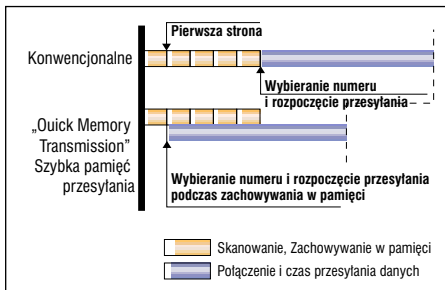 Pierwsza strona
Konwencjonalne
Wybieranie numeru
i rozpoczęcie przesyłania
„Quick Memory
Transmission”
Szybka pamięć
przesyłania
Wybieranie numeru i rozpoczęcie przesyłania
podczas zachowywania w pamięci
Skanowanie, Zachowywanie w pamięci
Połączenie i czas przesyłania danych